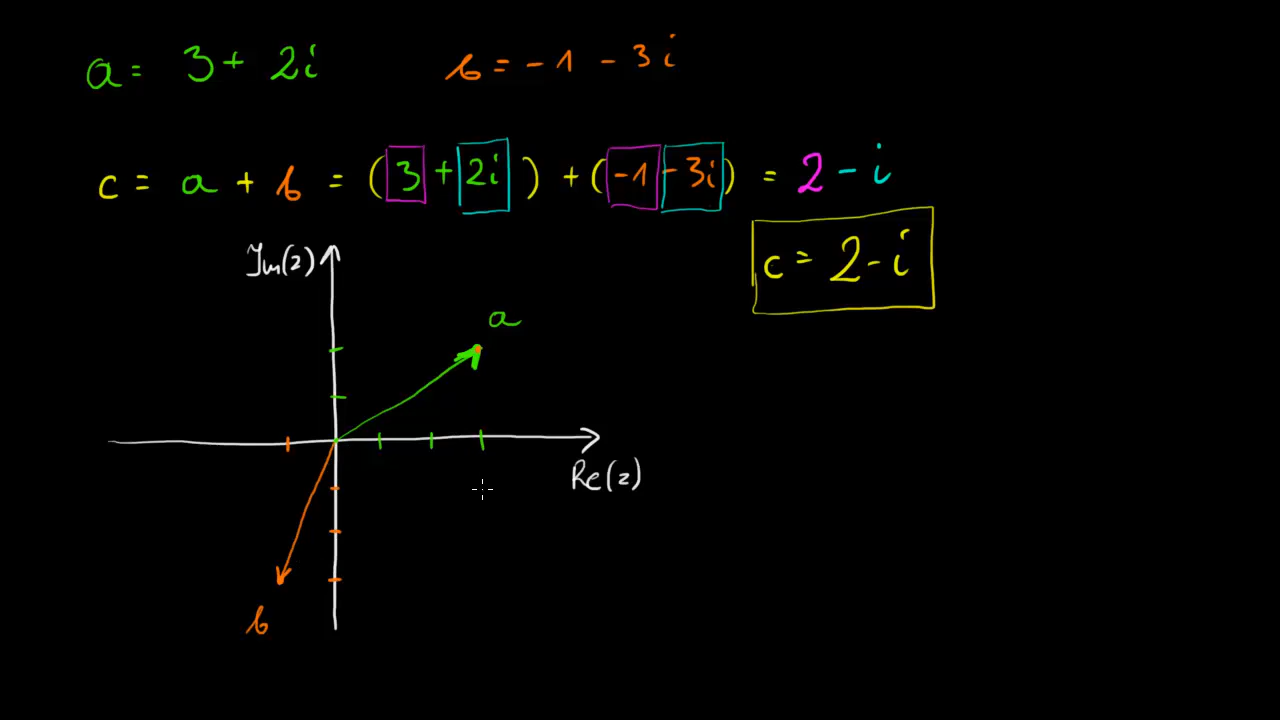 a = 3 + 2i b = -1 - 3i
c = a + b = (3 + 2i) + (-1 - 3i) = 2 - i
c = 2 - i
Im(z)
a
Re(z)
b